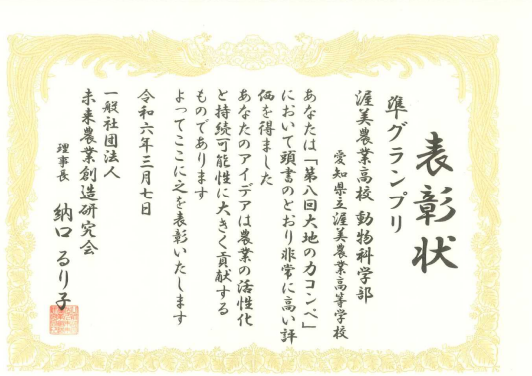 表彰状
準グランプリ
渥美農業高校 動物科学部
愛知県立渥美農業高等学校
あなたは「第八回大地の力コンペ」
において頭書のとおり非常に高い評
価を得ました
あなたのアイデアは農業の活性化
と持続可能性に大きく貢献する
ものであります
よってここに之を表彰いたします
令和六年三月七日
一般社団法人
未来農業創造研究会
理事長 納口るり子